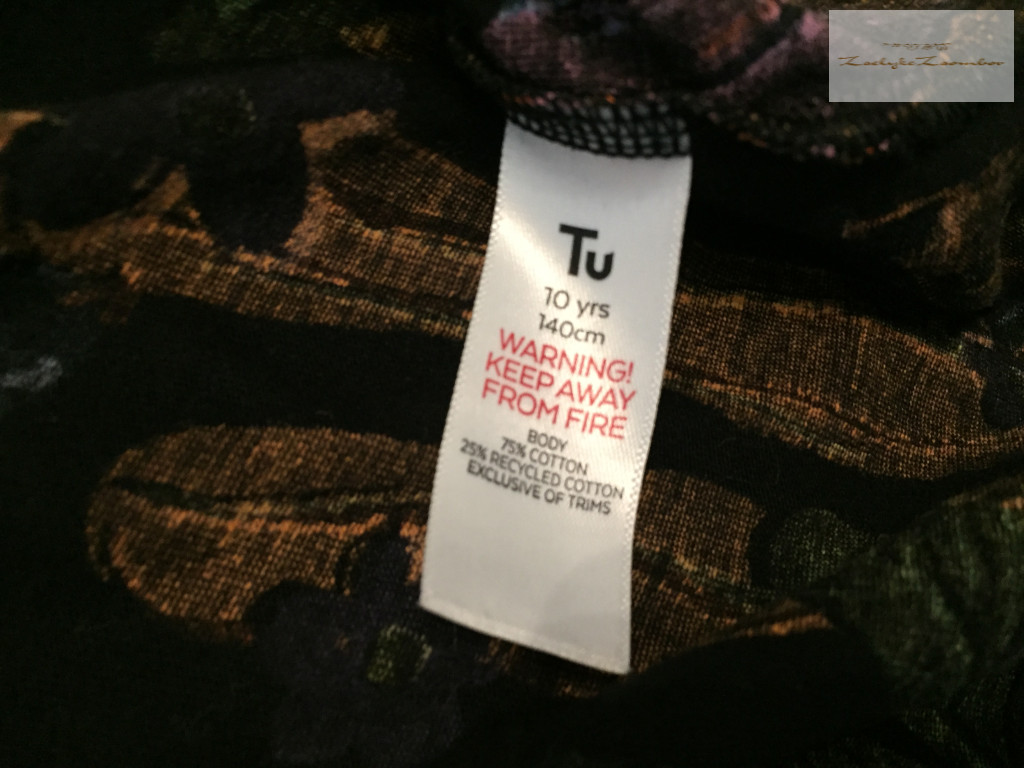 Tu
10 yrs
140cm
WARNING!
KEEP AWAY
FROM FIRE
BODY
75% COTTON
25% RECYCLED COTTON
EXCLUSIVE OF TRIMS